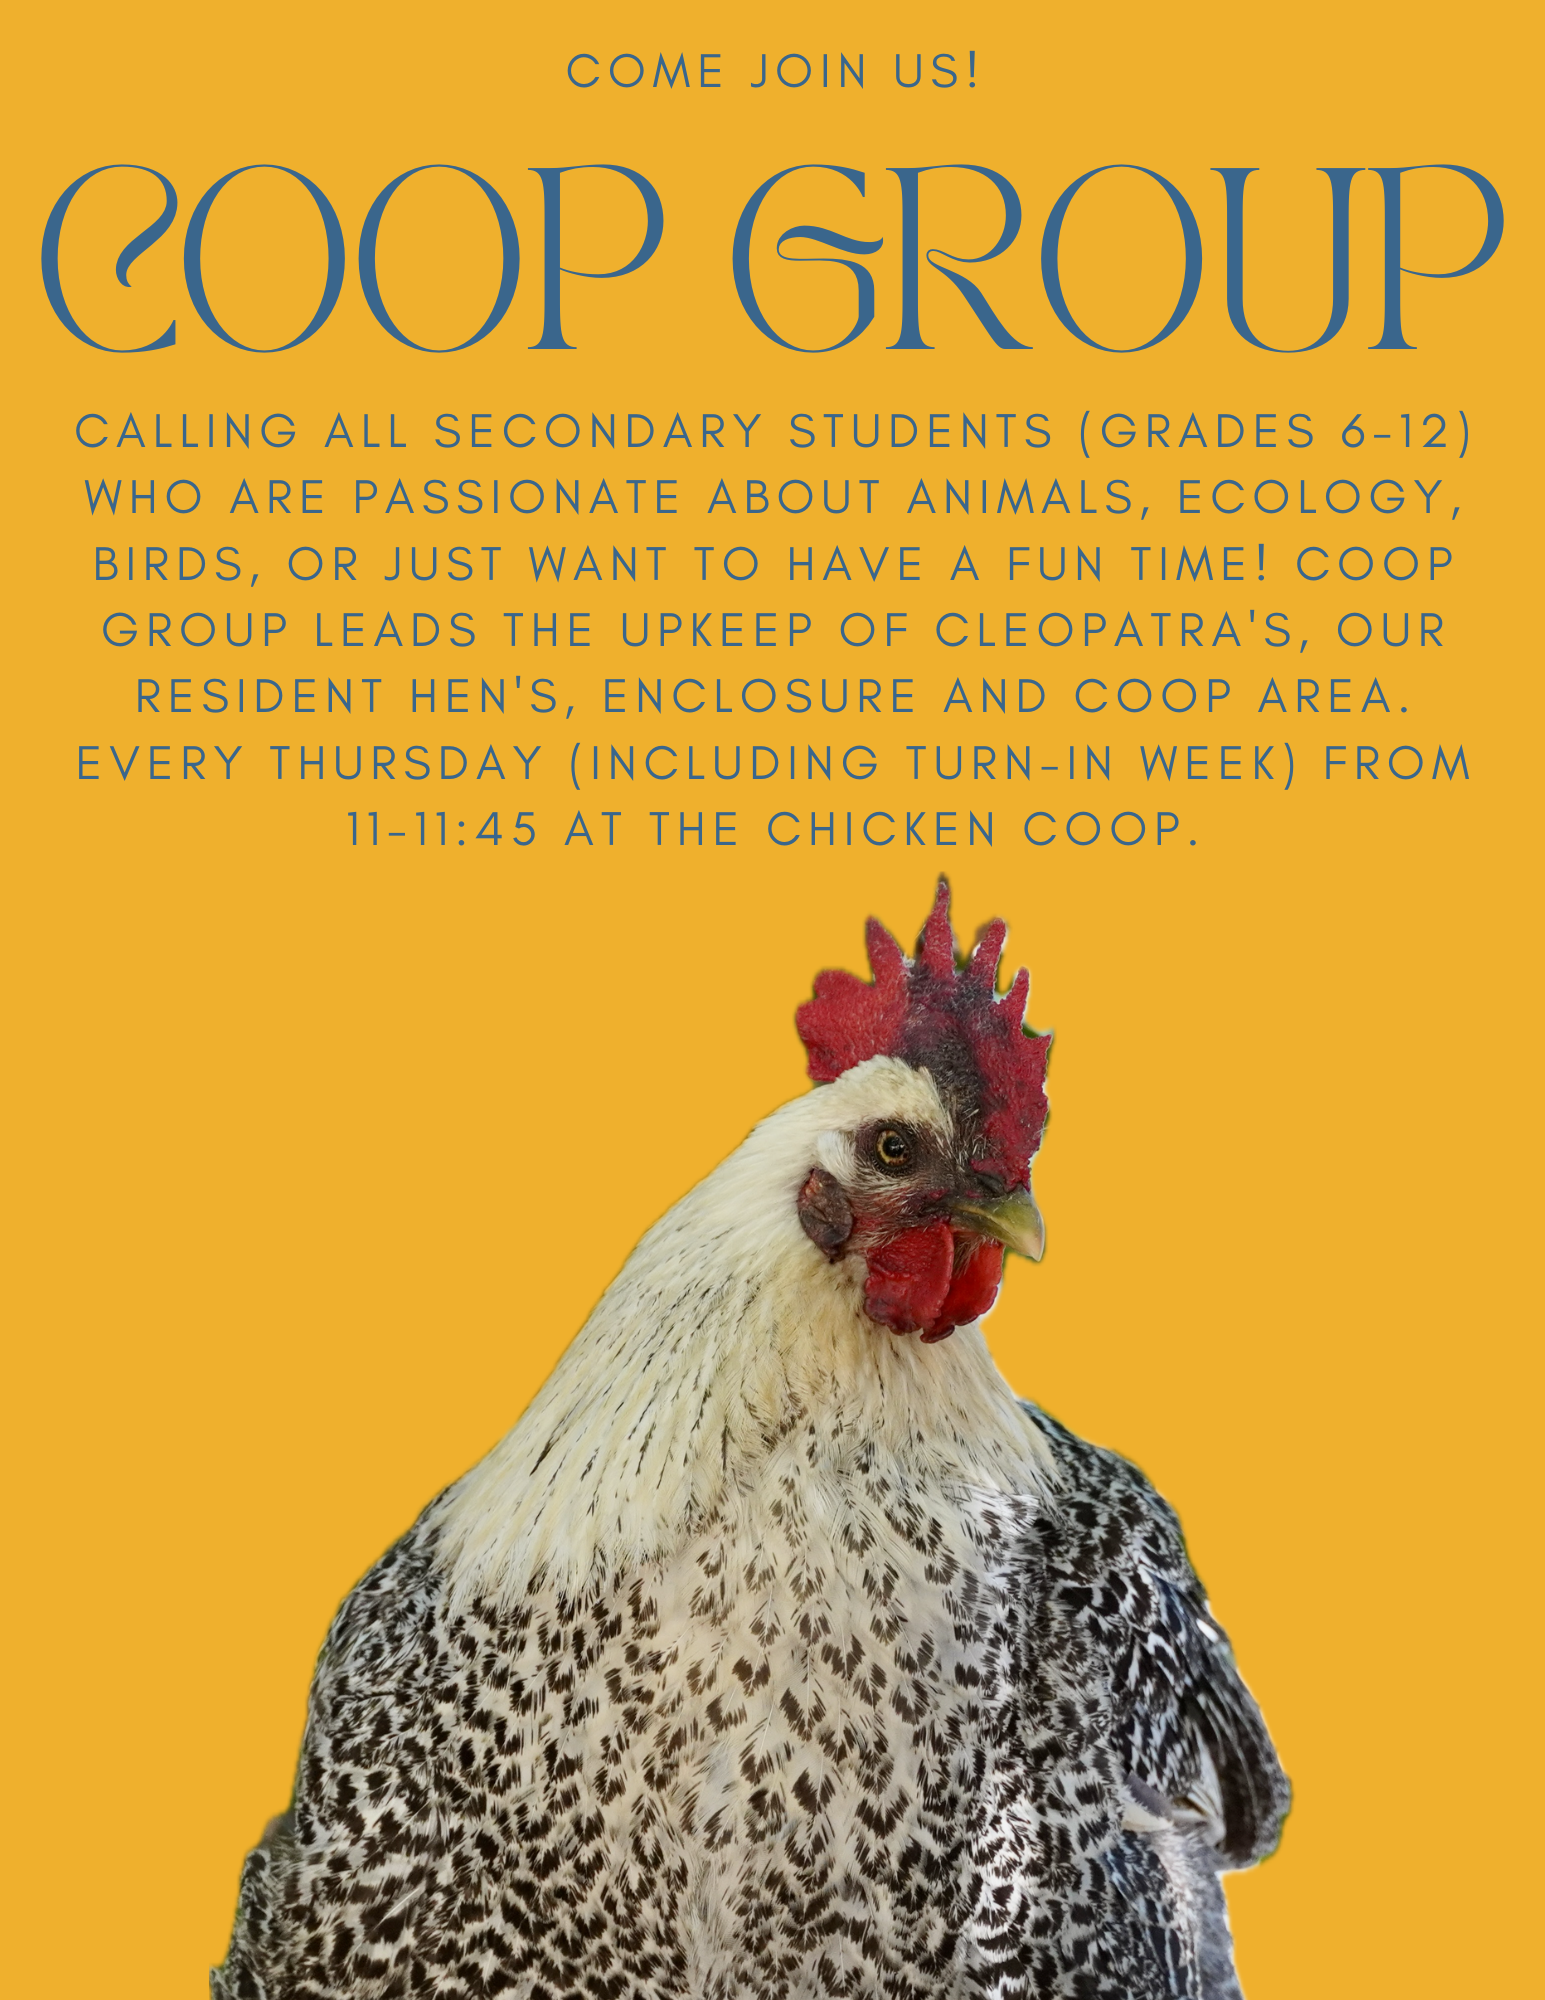 COME JOIN US!
COOP GROUP
CALLING ALL SECONDARY STUDENTS (GRADES 6-12)
WHO ARE PASSIONATE ABOUT ANIMALS, ECOLOGY,
BIRDS, OR JUST WANT TO HAVE A FUN TIME! COOP
GROUP LEADS THE UPKEEP OF CLEOPATRA'S, OUR
RESIDENT HEN'S, ENCLOSURE AND COOP AREA.
EVERY THURSDAY (INCLUDING TURN-IN WEEK) FROM
11-11:45 AT THE CHICKEN COOP.